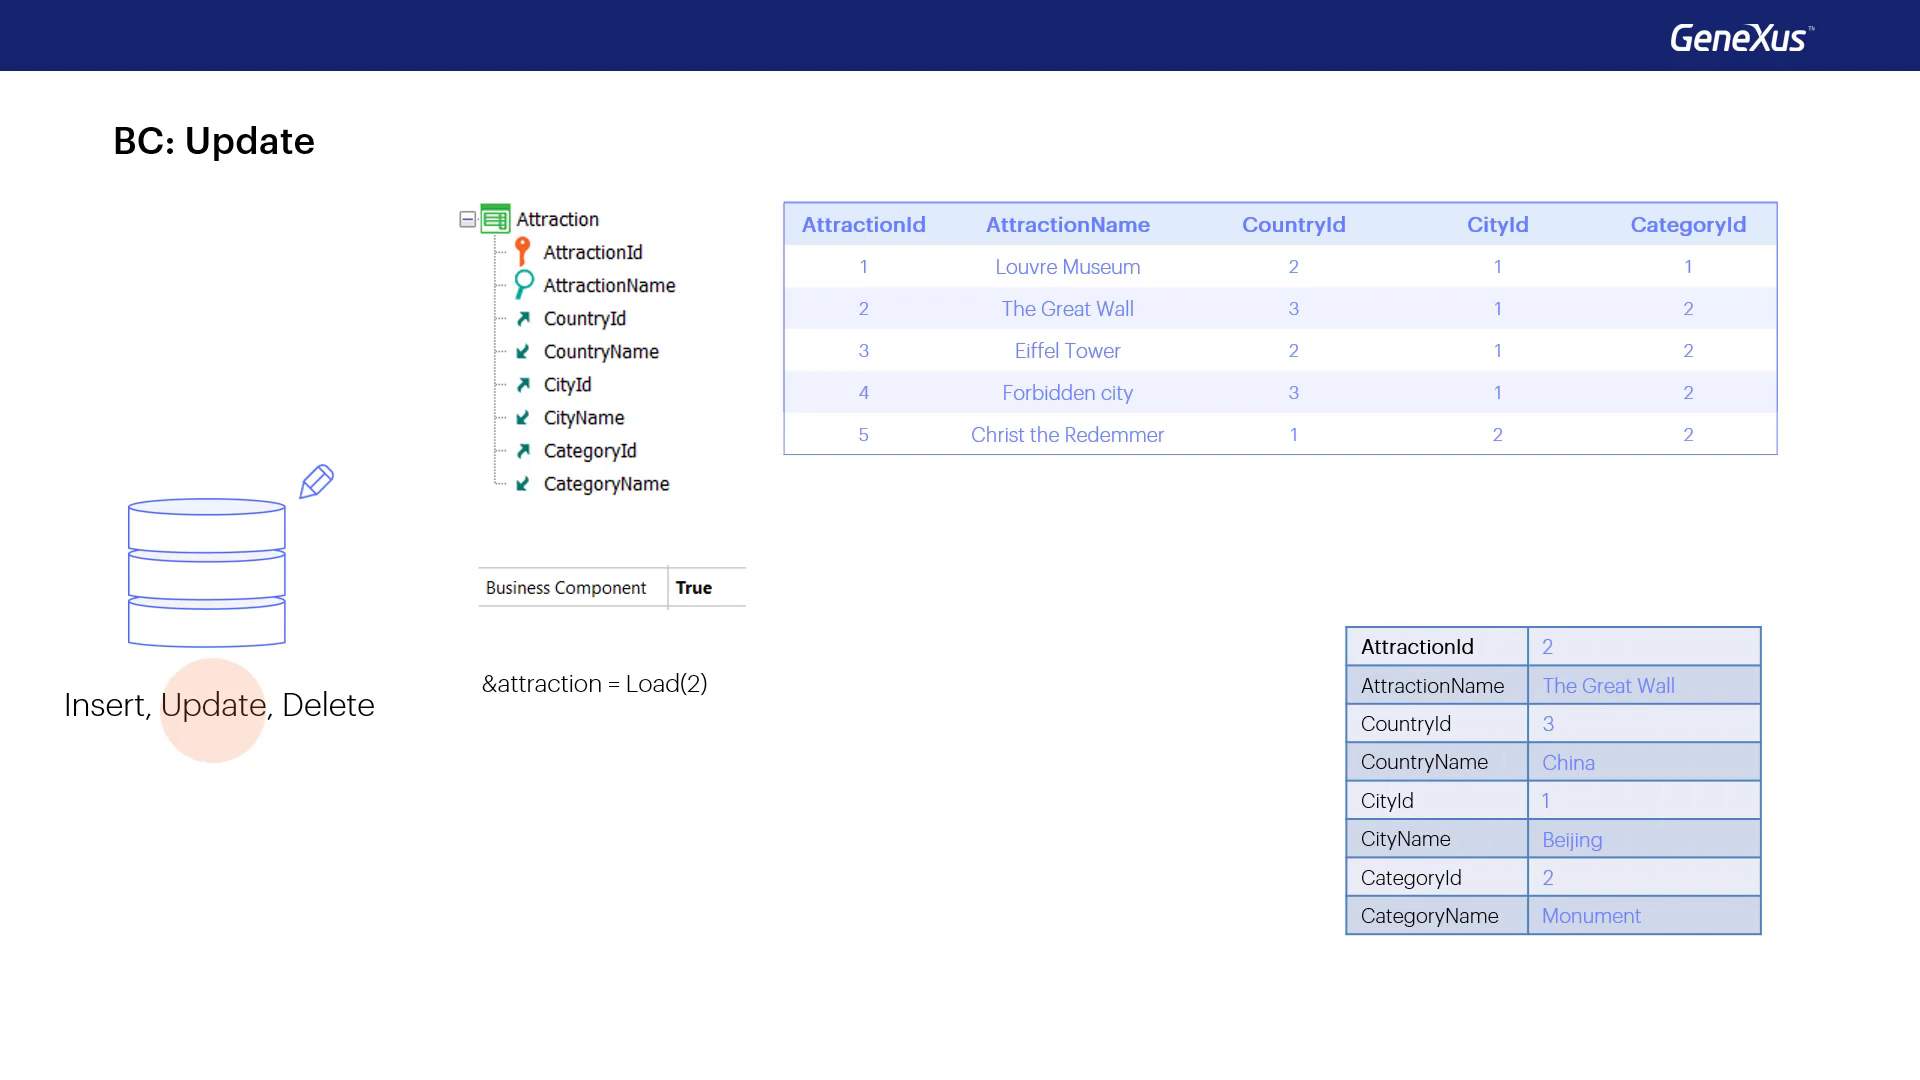 GeneXus™
BC: Update
Attraction
AttractionId
AttractionName
CountryId
CountryName
CityId
CityName
CategoryId
CategoryName
AttractionId AttractionName CountryId CityId CategoryId
1 Louvre Museum 2 1 1
2 The Great Wall 3 1 2
3 Eiffel Tower 2 1 2
4 Forbidden city 3 1 2
5 Christ the Redemmer 1 2 2
Insert, Update, Delete
Business Component True
&attraction = Load(2)
AttractionId 2
AttractionName The Great Wall
CountryId 3
CountryName China
CityId 1
CityName Beijing
CategoryId 2
CategoryName Monument